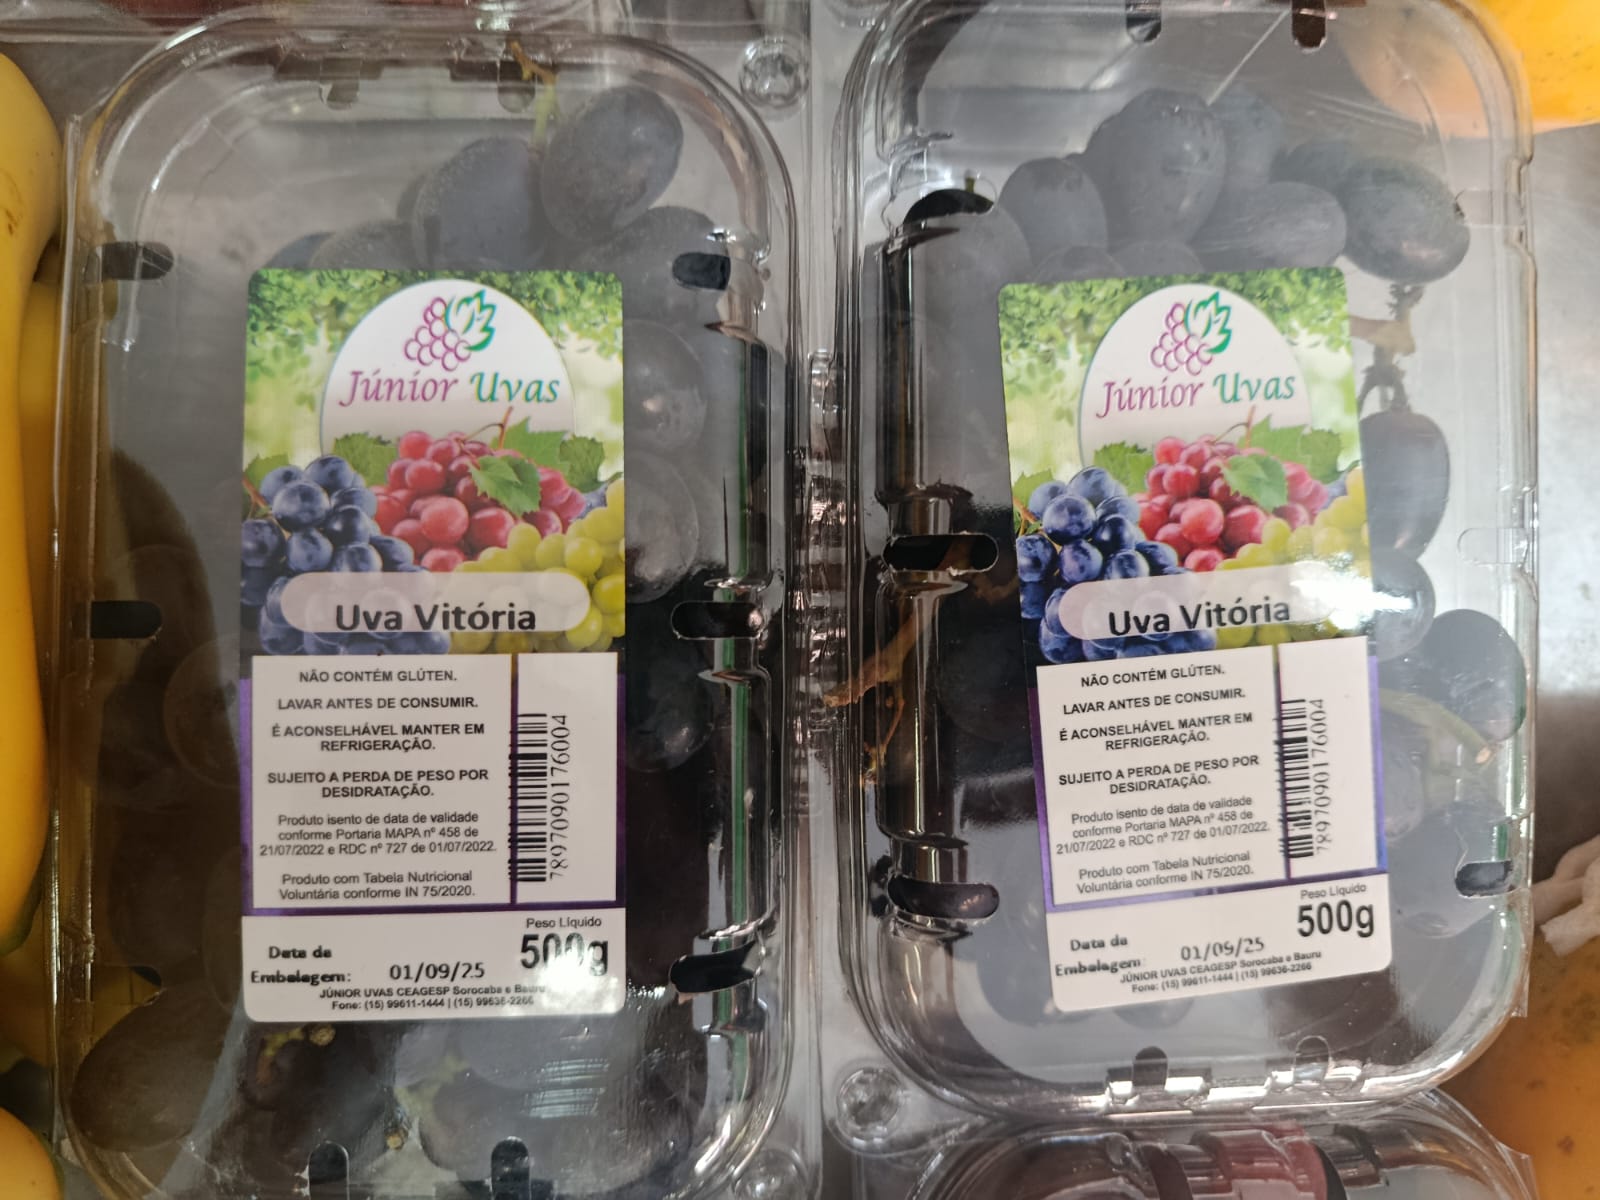 Júnior Uvas
Uva Vitória
NÃO CONTÉM GLÚTEN.
LAVAR ANTES DE CONSUMIR.
É ACONSELHÁVEL MANTER EM
REFRIGERAÇÃO.
SUJEITO A PERDA DE PESO POR
DESIDRATAÇÃO.
Produto isento de data de validade
conforme Portaria MAPA nº 458 de
21/07/2022 e RDC nº 727 de 01/07/2022.
Produto com Tabela Nutricional
Voluntária conforme IN 75/2020.
7897090176004
Peso Líquido
500g
Data da
Embalagem: 01/09/25
JÚNIOR UVAS CEAGESP Sorocaba e Bauru
Fone: (15) 99611-1444 | (15) 99636-2266
Júnior Uvas
Uva Vitória
NÃO CONTÉM GLÚTEN.
LAVAR ANTES DE CONSUMIR.
É ACONSELHÁVEL MANTER EM
REFRIGERAÇÃO.
SUJEITO A PERDA DE PESO POR
DESIDRATAÇÃO.
Produto isento de data de validade
conforme Portaria MAPA nº 458 de
21/07/2022 e RDC nº 727 de 01/07/2022.
Produto com Tabela Nutricional
Voluntária conforme IN 75/2020.
7897090176004
Peso Líquido
500g
Data da
Embalagem: 01/09/25
JÚNIOR UVAS CEAGESP Sorocaba e Bauru
Fone: (15) 99611-1444 | (15) 99636-2266